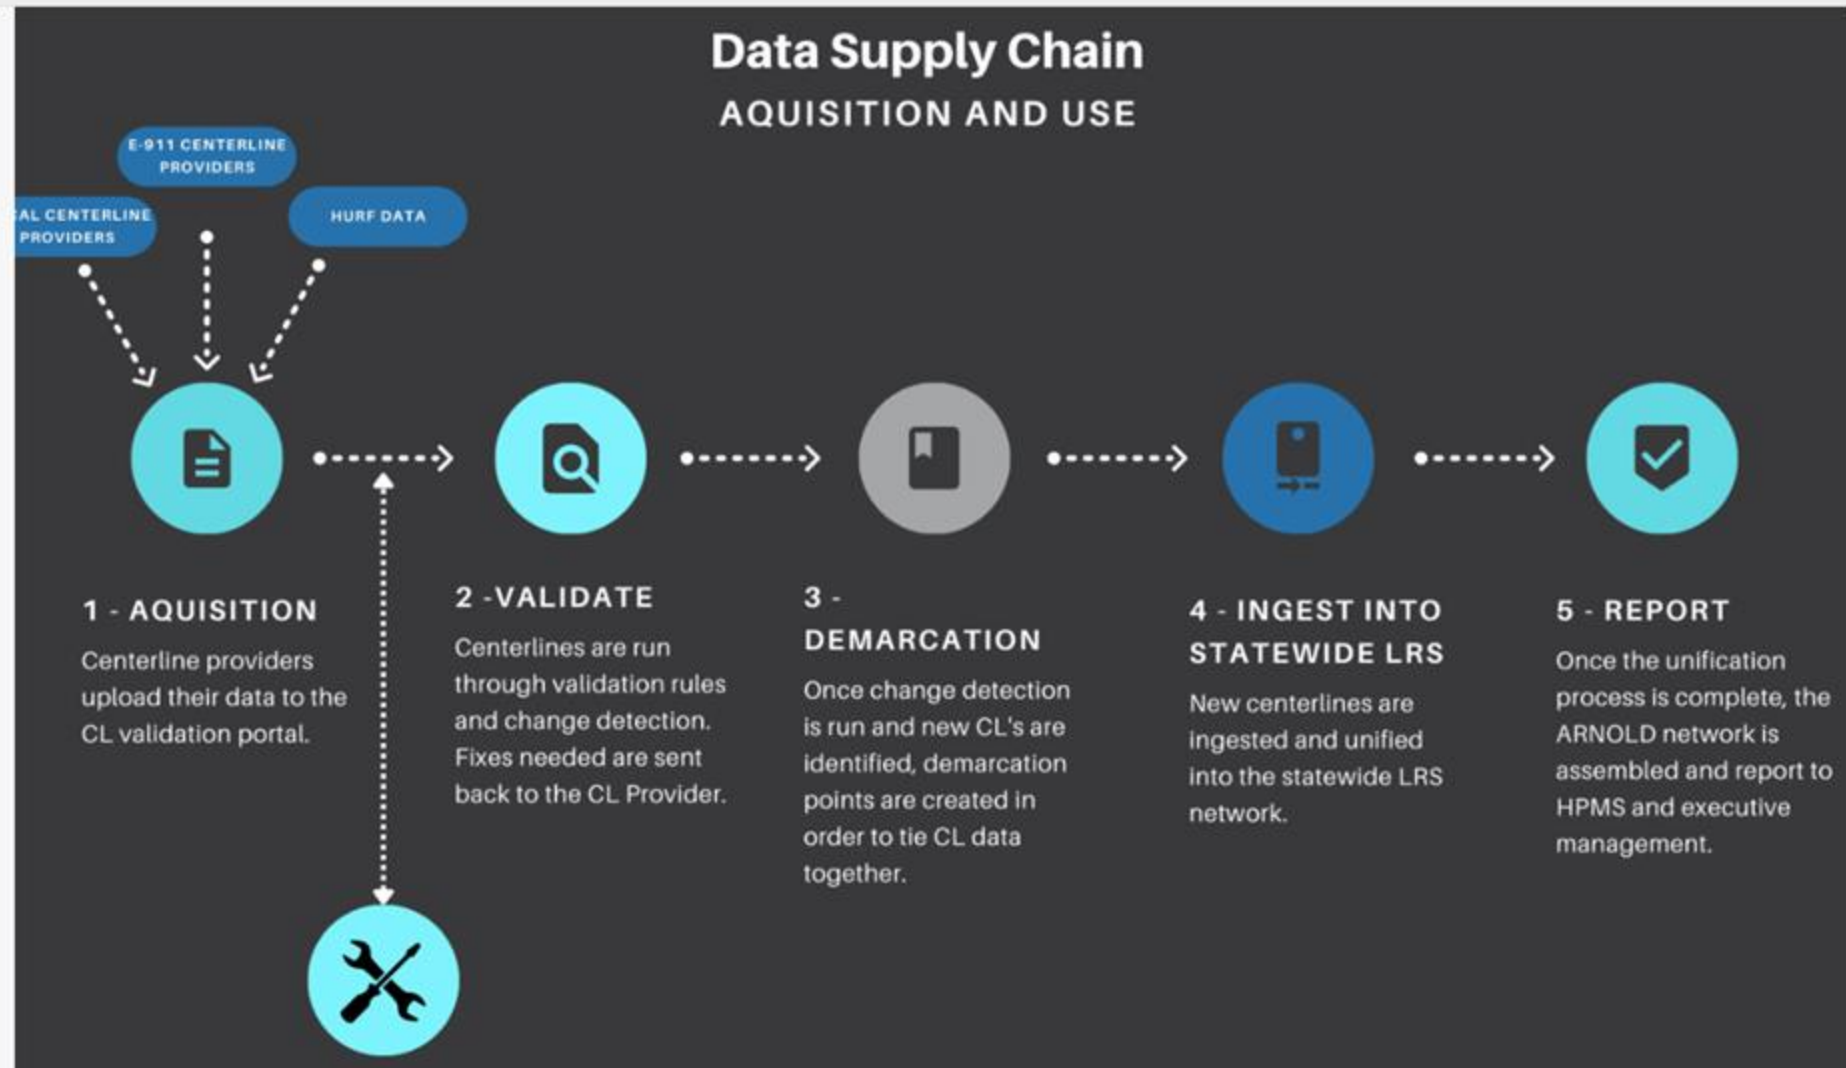 Data Supply Chain
AQUISITION AND USE
E-911 CENTERLINE
PROVIDERS
CENTERLINE
PROVIDERS
HURF DATA
1 - AQUISITION
Centerline providers
upload their data to the
CL validation portal.
2 -VALIDATE
Centerlines are run
through validation rules
and change detection.
Fixes needed are sent
back to the CL Provider.
3 -
DEMARCATION
Once change detection
is run and new CL's are
identified, demarcation
points are created in
order to tie CL data
together.
4 - INGEST INTO
STATEWIDE LRS
New centerlines are
ingested and unified
into the statewide LRS
network.
5 - REPORT
Once the unification
process is complete, the
ARNOLD network is
assembled and report to
HPMS and executive
management.